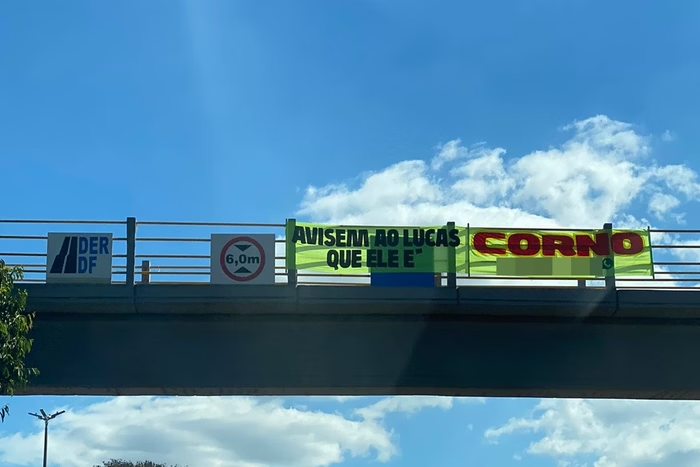 DER
DF
6,0m
AVISEM AO LUCAS
QUE ELE E'
CORNO